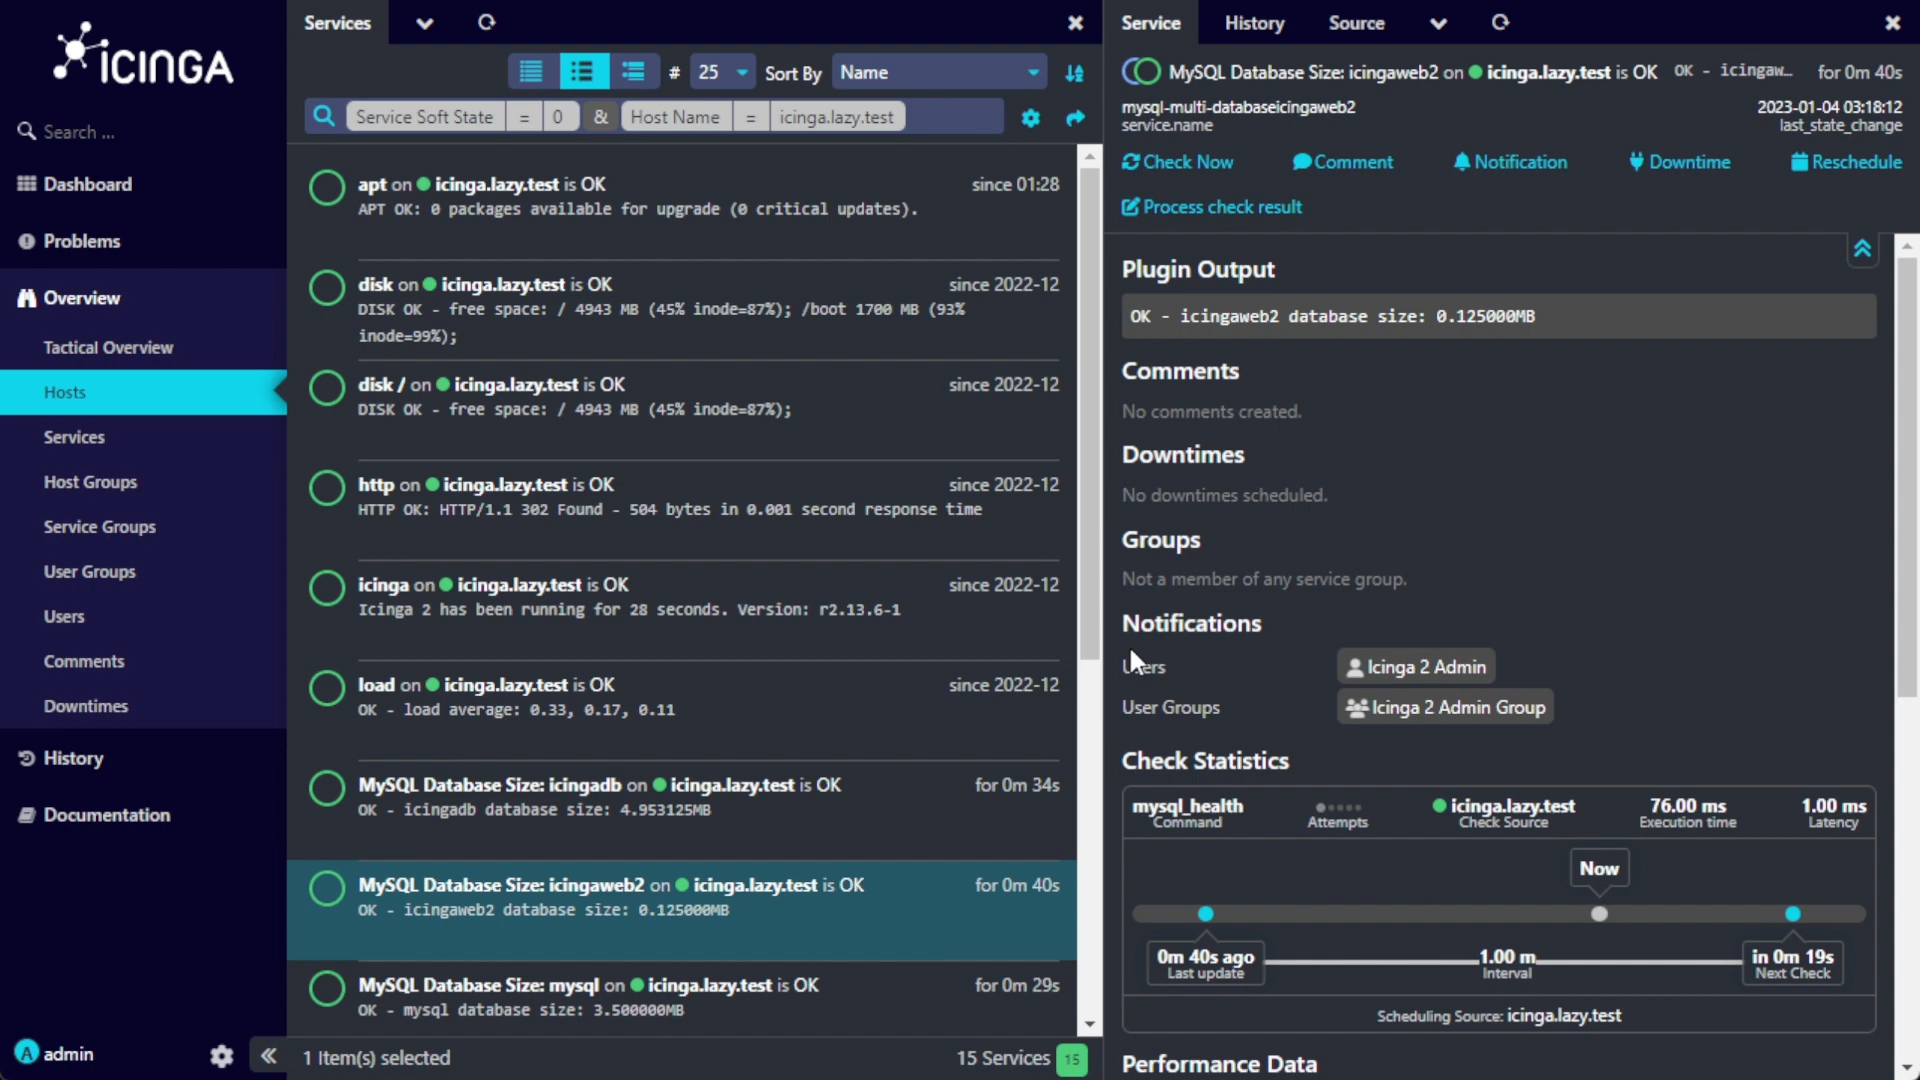 ICINGA
Search ...
Dashboard
Problems
Overview
Tactical Overview
Hosts
Services
Host Groups
Service Groups
User Groups
Users
Comments
Downtimes
History
Documentation
A admin
Services
# 25 Sort By Name
Service Soft State = 0 & Host Name = icinga.lazy.test
apt on icinga.lazy.test is OK since 01:28
APT OK: 0 packages available for upgrade (0 critical updates).
disk on icinga.lazy.test is OK since 2022-12
DISK OK - free space: / 4943 MB (45% inode=87%); /boot 1700 MB (93%
inode=99%);
disk / on icinga.lazy.test is OK since 2022-12
DISK OK - free space: / 4943 MB (45% inode=87%);
http on icinga.lazy.test is OK since 2022-12
HTTP OK: HTTP/1.1 302 Found - 504 bytes in 0.001 second response time
icinga on icinga.lazy.test is OK since 2022-12
Icinga 2 has been running for 28 seconds. Version: r2.13.6-1
load on icinga.lazy.test is OK since 2022-12
OK - load average: 0.33, 0.17, 0.11
MySQL Database Size: icingadb on icinga.lazy.test is OK for 0m 34s
OK - icingadb database size: 4.953125MB
MySQL Database Size: icingaweb2 on icinga.lazy.test is OK for 0m 40s
OK - icingaweb2 database size: 0.125000MB
MySQL Database Size: mysql on icinga.lazy.test is OK for 0m 29s
OK - mysql database size: 3.500000MB
1 Item(s) selected 15 Services 15
Service History Source
MySQL Database Size: icingaweb2 on icinga.lazy.test is OK OK - icingaw... for 0m 40s
mysql-multi-databaseicingaweb2 2023-01-04 03:18:12
service.name last_state_change
Check Now Comment Notification Downtime Reschedule
Process check result
Plugin Output
OK - icingaweb2 database size: 0.125000MB
Comments
No comments created.
Downtimes
No downtimes scheduled.
Groups
Not a member of any service group.
Notifications
Users Icinga 2 Admin
User Groups Icinga 2 Admin Group
Check Statistics
mysql_health icinga.lazy.test 76.00 ms 1.00 ms
Command Attempts Check Source Execution time Latency
Now
0m 40s ago 1.00 m in 0m 19s
Last update Interval Next Check
Scheduling Source: icinga.lazy.test
Performance Data